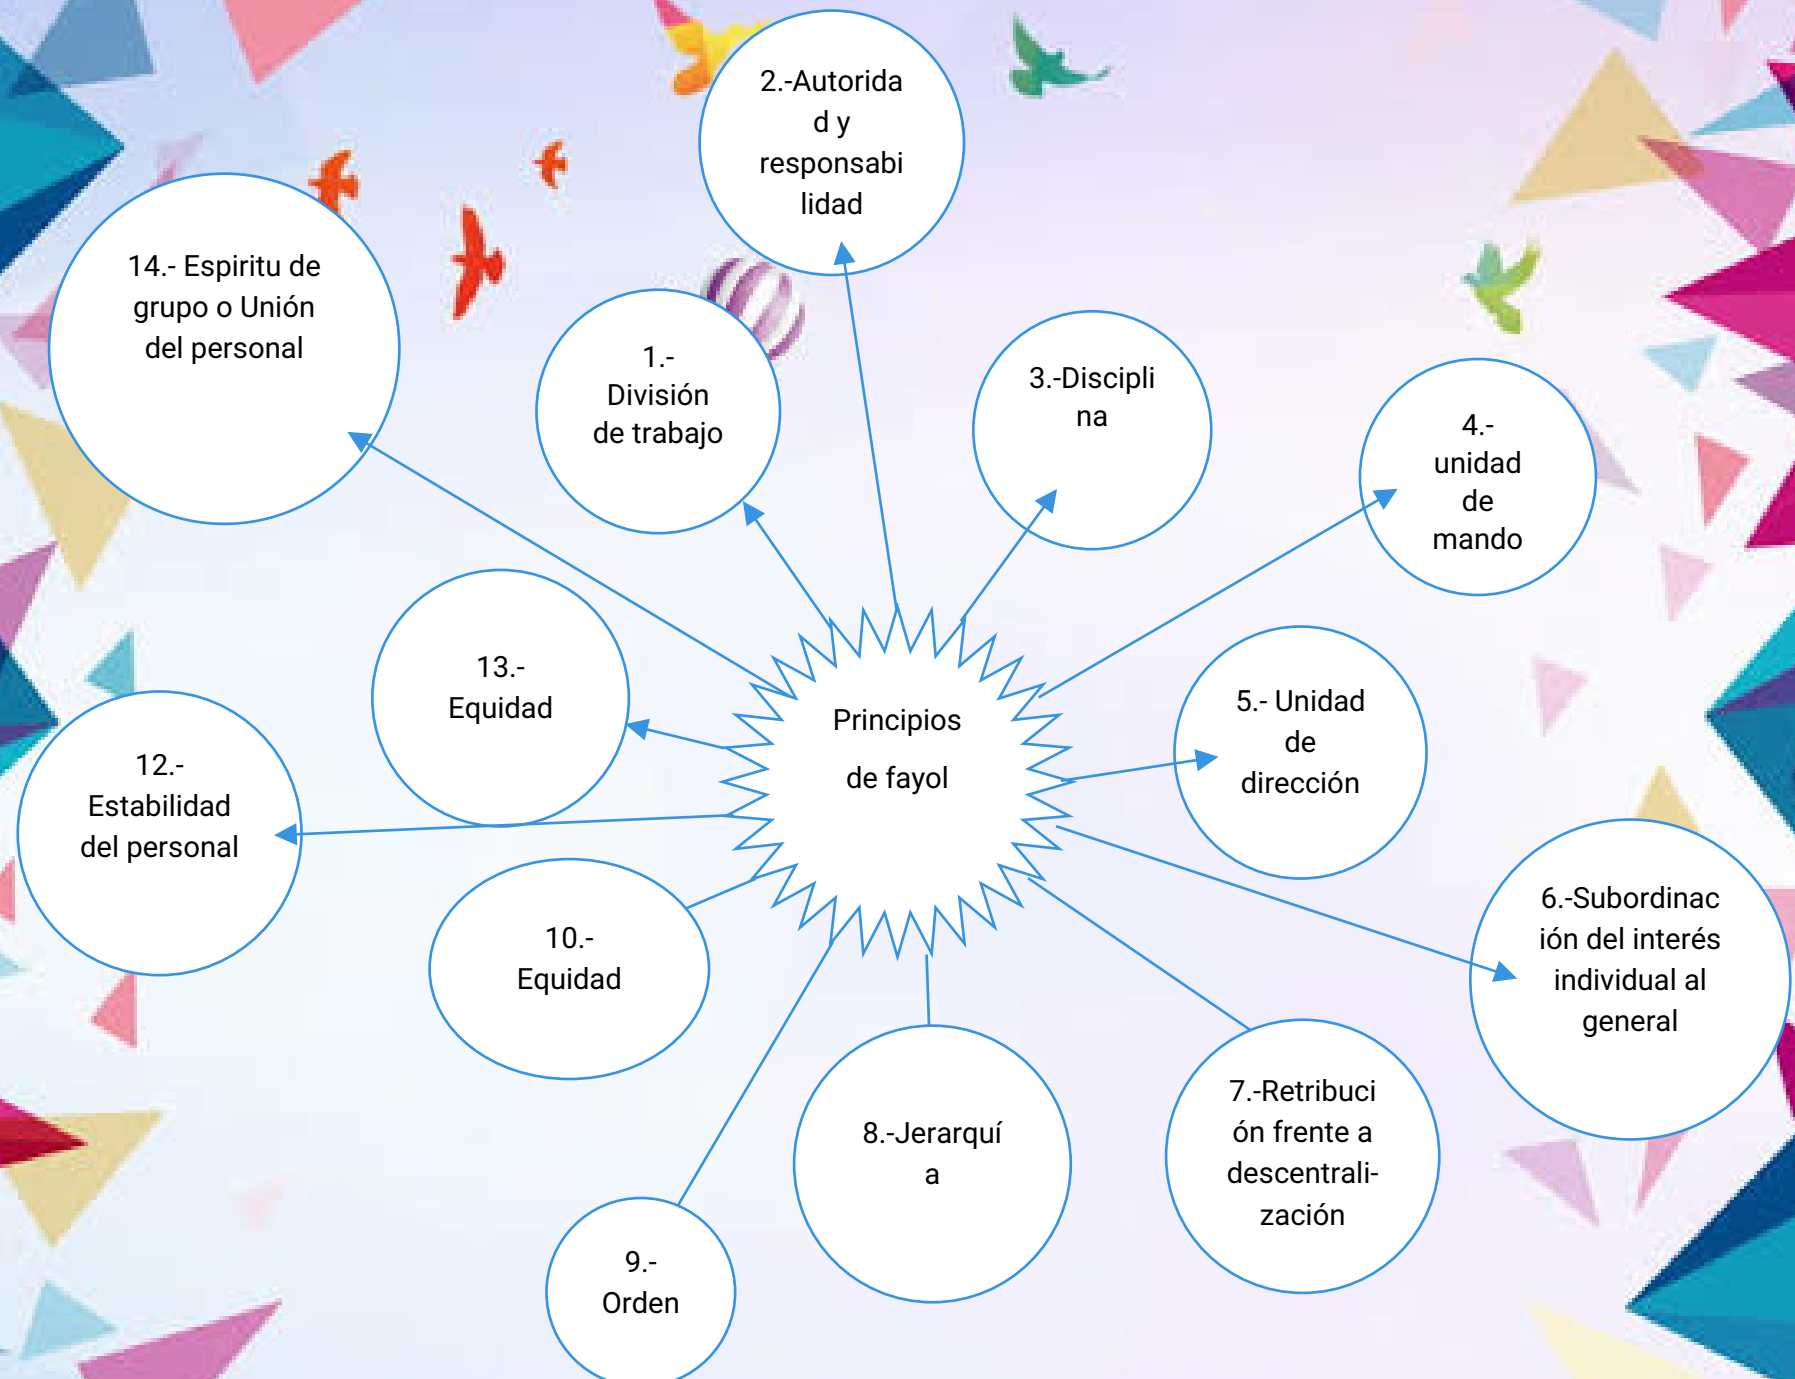 2.-Autorida
d y
responsabi
lidad
14.- Espiritu de
grupo o Unión
del personal
1.-
División
de trabajo
3.-Discipli
na
4.-
unidad
de
mando
13.-
Equidad
Principios
de fayol
5.- Unidad
de
dirección
12.-
Estabilidad
del personal
10.-
Equidad
6.-Subordinac
ión del interés
individual al
general
8.-Jerarquí
a
7.-Retribuci
ón frente a
descentrali-
zación
9.-
Orden